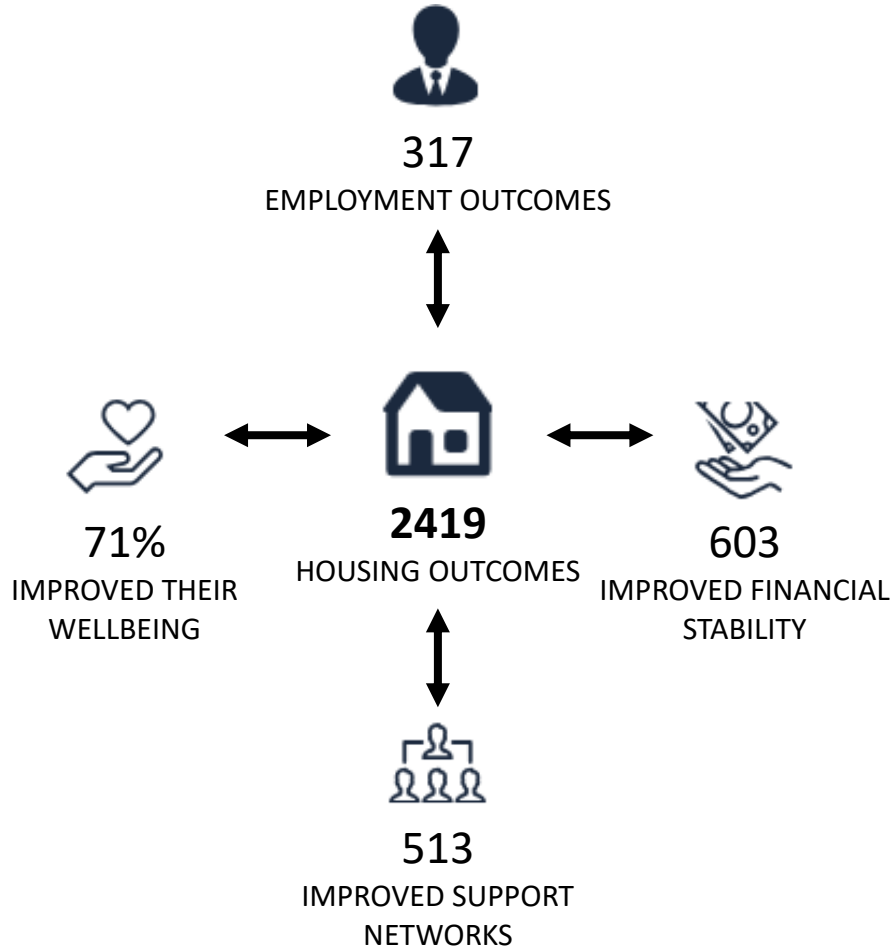 317
EMPLOYMENT OUTCOMES
71%
IMPROVED THEIR
WELLBEING
2419
HOUSING OUTCOMES
603
IMPROVED FINANCIAL
STABILITY
513
IMPROVED SUPPORT
NETWORKS